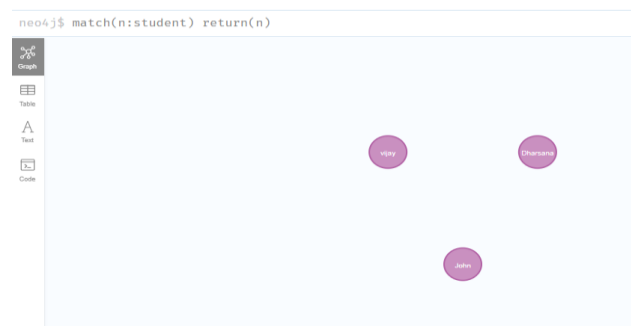 neo4j$ match(n:student) return(n)
Graph
Table
A
Text
>_
Code
vijay
Dharsana
John